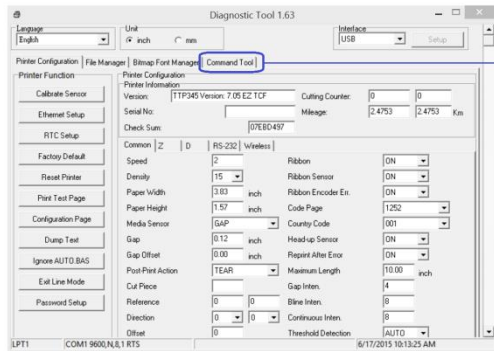 Diagnostic Tool 1.63
Language
English
Unit
inch mm
Interface
USB Setup
Printer Configuration File Manager Bitmap Font Manager Command Tool
Printer Function
Calibrate Sensor
Ethernet Setup
RTC Setup
Factory Default
Reset Printer
Print Test Page
Configuration Page
Dump Text
Ignore AUTO.BAS
Exit Line Mode
Password Setup
Printer Configuration
Printer Information
Version: TTP345 Version: 7.05 EZ TCF Cutting Counter: 0 0
Serial No: Mileage: 2.4753 2.4753 Km
Check Sum: 07EBD497
Common Z D RS-232 Wireless
Speed 2 Ribbon ON
Density 15 Ribbon Sensor ON
Paper Width 3.83 inch Ribbon Encoder Err. ON
Paper Height 1.57 inch Code Page 1252
Media Sensor GAP Country Code 001
Gap 0.12 inch Head-up Sensor ON
Gap Offset 0.00 inch Reprint After Error ON
Post-Print Action TEAR Maximum Length 10.00 inch
Cut Piece Gap Inten. 4
Reference 0 0 Bline Inten. 8
Direction 0 0 Continuous Inten. 8
Offset 0 Threshold Detection AUTO
LPT1 COM1 9600,N,8,1 RTS 6/17/2015 10:13:25 AM